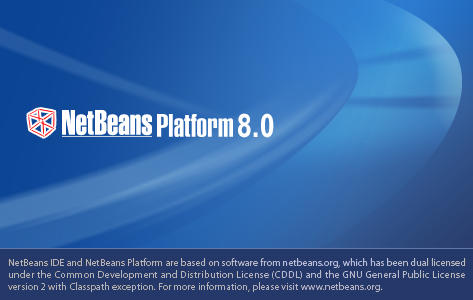 NetBeans Platform 8.0
NetBeans IDE and NetBeans Platform are based on software from netbeans.org, which has been dual licensed
under the Common Development and Distribution License (CDDL) and the GNU General Public License
version 2 with Classpath exception. For more information, please visit www.netbeans.org.